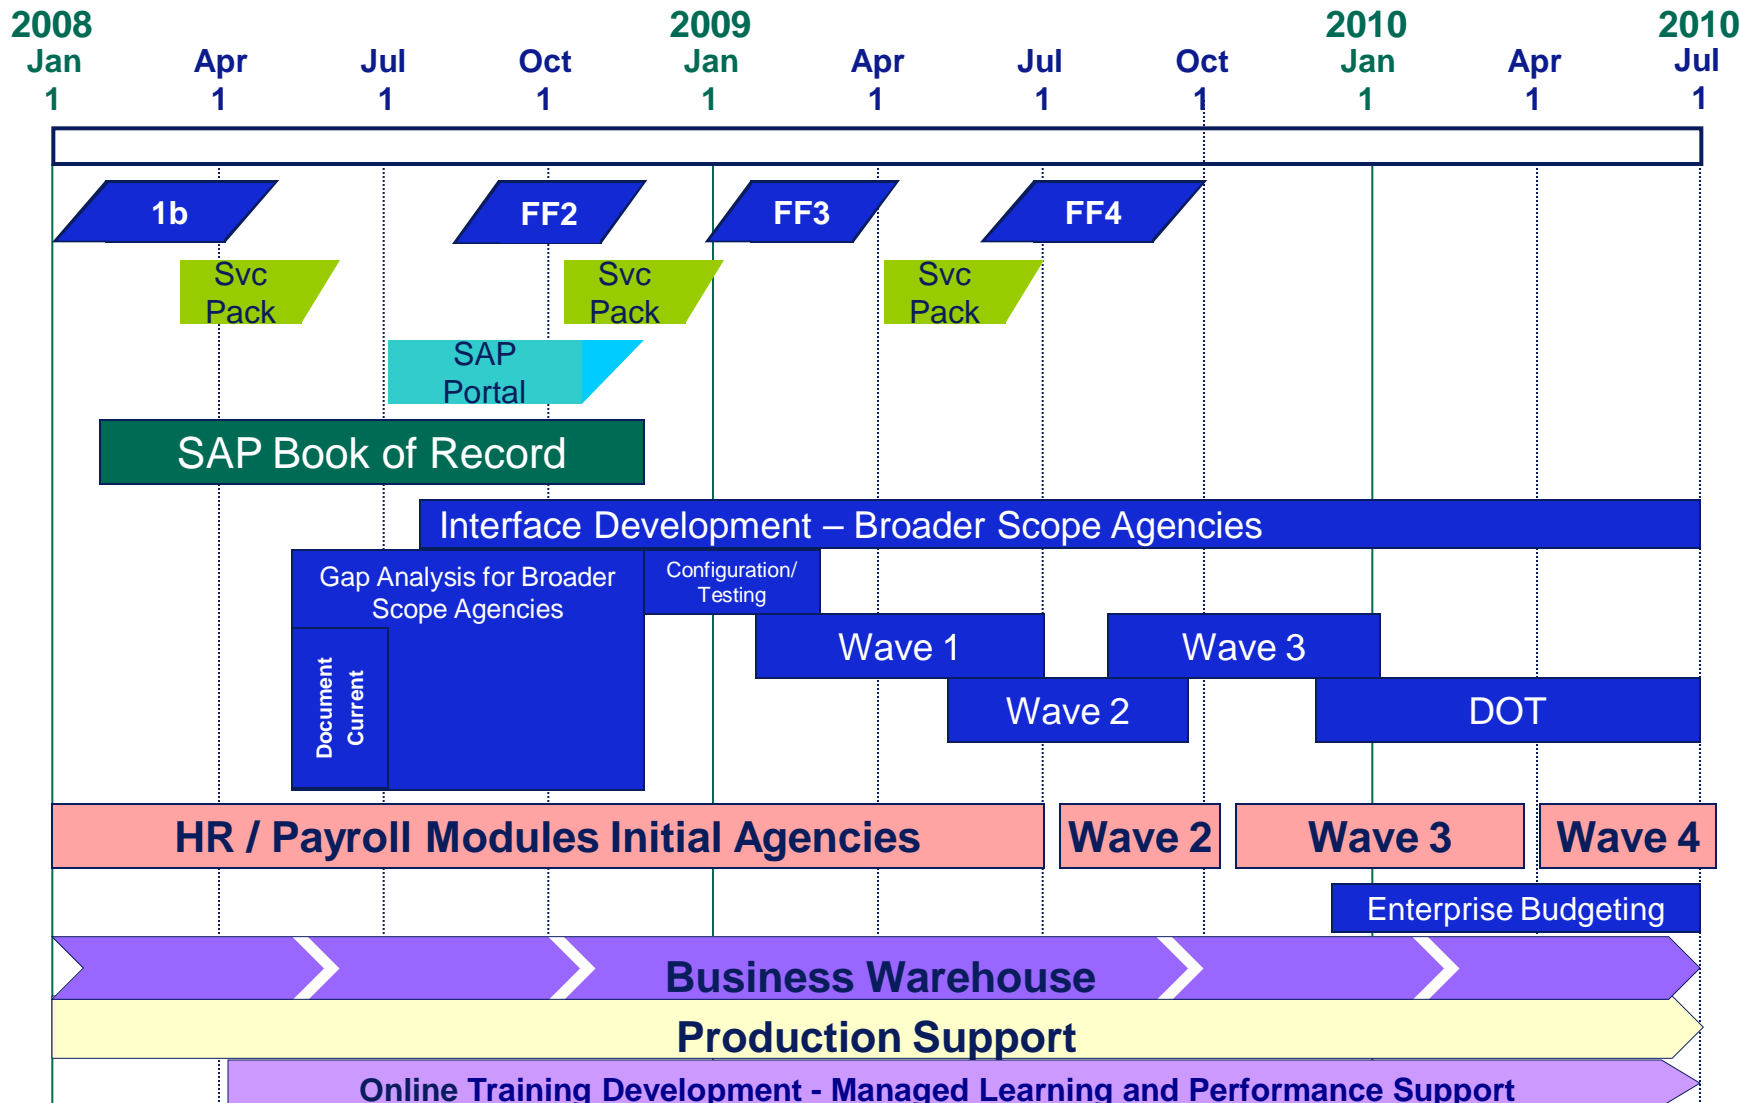 2008 2009 2010 2010
Jan Apr Jul Oct Jan Apr Jul Oct Jan Apr Jul
1 1 1 1 1 1 1 1 1 1 1
1b FF2 FF3 FF4
Svc
Pack
Svc
Pack
Svc
Pack
SAP
Portal
SAP Book of Record
Interface Development – Broader Scope Agencies
Gap Analysis for Broader
Scope Agencies
Configuration/
Testing
Document
Current
Wave 1
Wave 3
Wave 2
DOT
HR / Payroll Modules Initial Agencies
Wave 2
Wave 3
Wave 4
Enterprise Budgeting
Business Warehouse
Production Support
Online Training Development - Managed Learning and Performance Support